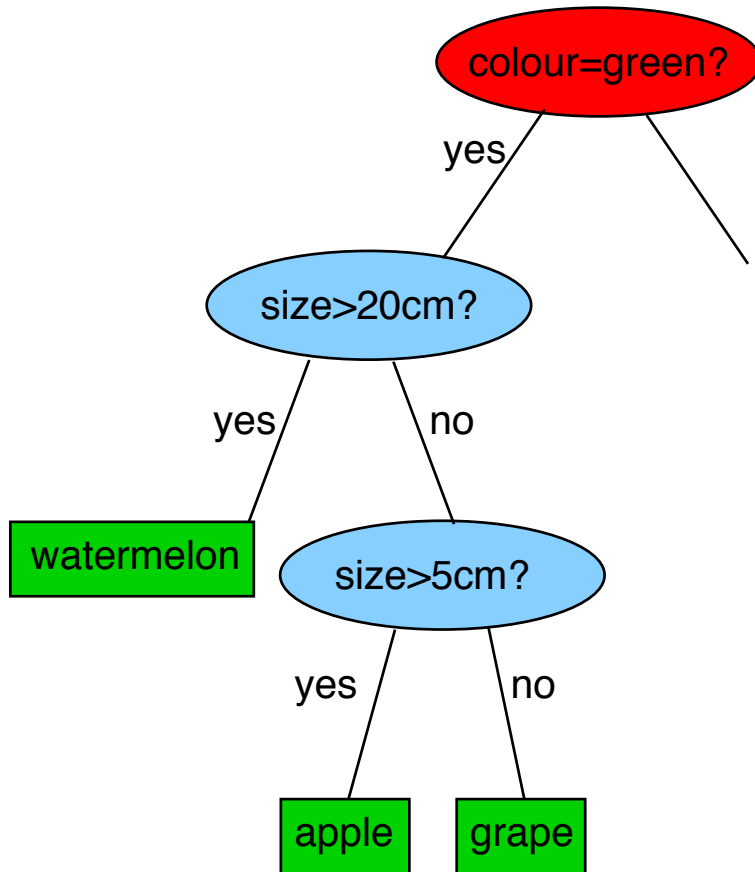 colour=green?
yes
size>20cm?
yes
no
watermelon
size>5cm?
yes
no
apple
grape